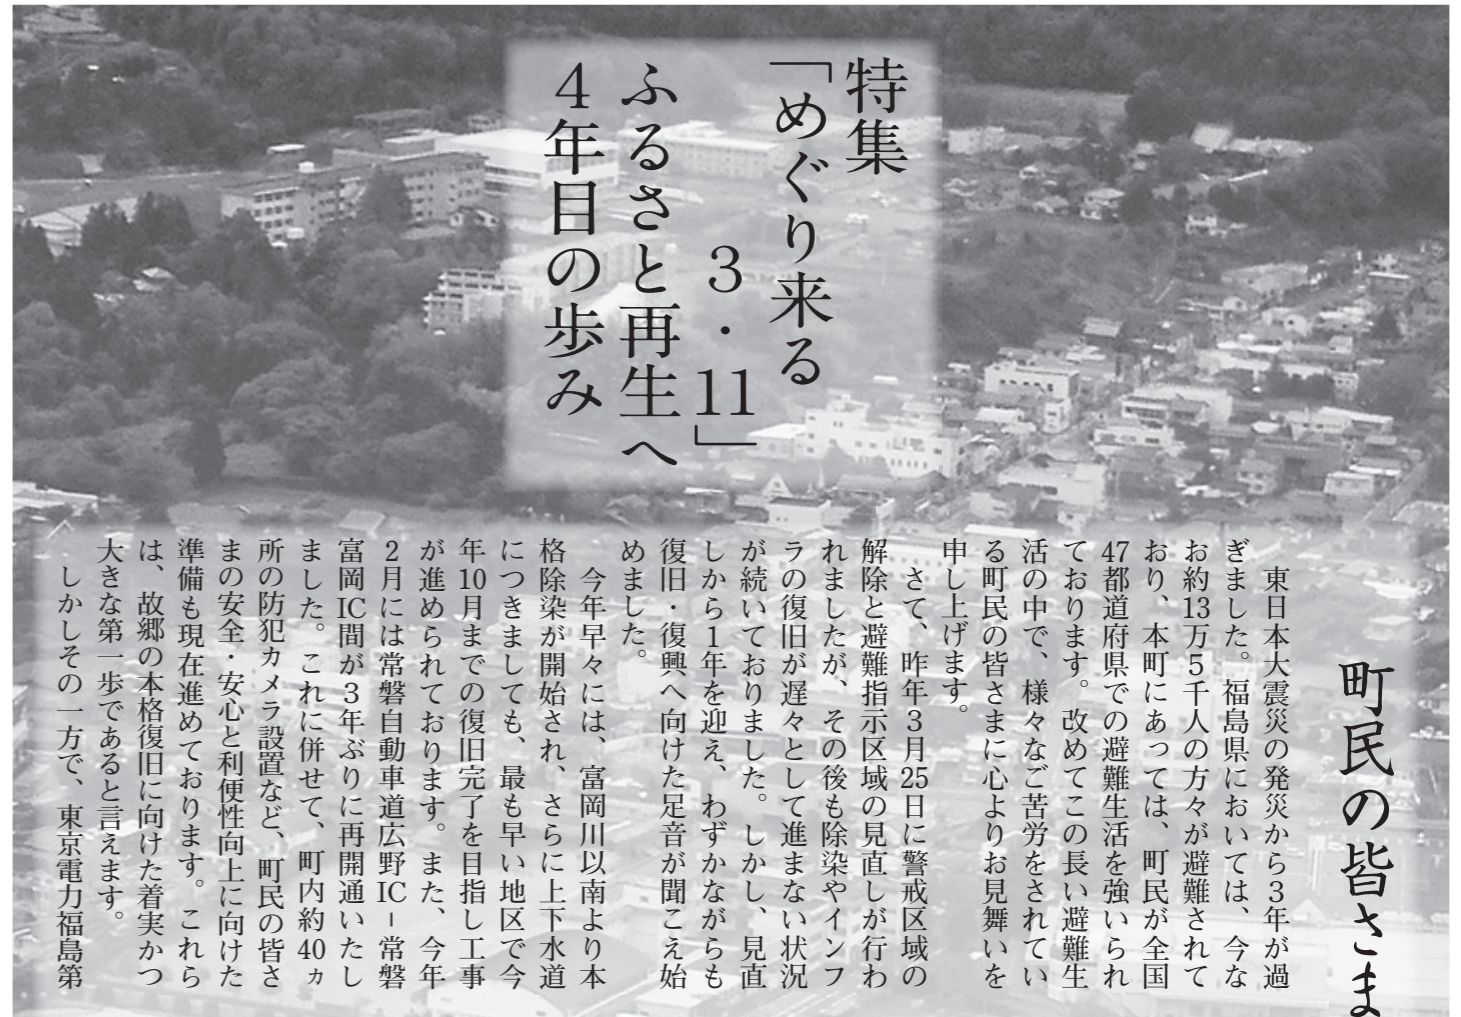 特集
「めぐり来る
3・11」
ふるさと再生へ
４年目の歩み
町民の皆さま
東日本大震災の発災から３年が過
ぎました。福島県においては、今な
お約13万５千人の方々が避難されて
おり、本町にあっては、町民が全国
47都道府県での避難生活を強いられ
ております。改めてこの長い避難生
活の中で、様々なご苦労をされてい
る町民の皆さまに心よりお見舞いを
申し上げます。
さて、昨年３月25日に警戒区域の
解除と避難指示区域の見直しが行わ
れましたが、その後も除染やインフ
ラの復旧が遅々として進まない状況
が続いておりました。しかし、見直
しから１年を迎え、わずかながらも
復旧・復興へ向けた足音が聞こえ始
めました。
今年早々には、富岡川以南より本
格除染が開始され、さらに上下水道
につきましても、最も早い地区で今
年10月までの復旧完了を目指し工事
が進められております。また、今年
２月には常磐自動車道広野IC－常磐
富岡IC間が３年ぶりに再開通いたし
ました。これに併せて、町内約40ヵ
所の防犯カメラ設置など、町民の皆さ
まの安全・安心と利便性向上に向けた
準備も現在進めております。これら
は、故郷の本格復旧に向けた着実かつ
大きな第一歩であると言えます。
しかしその一方で、東京電力福島第